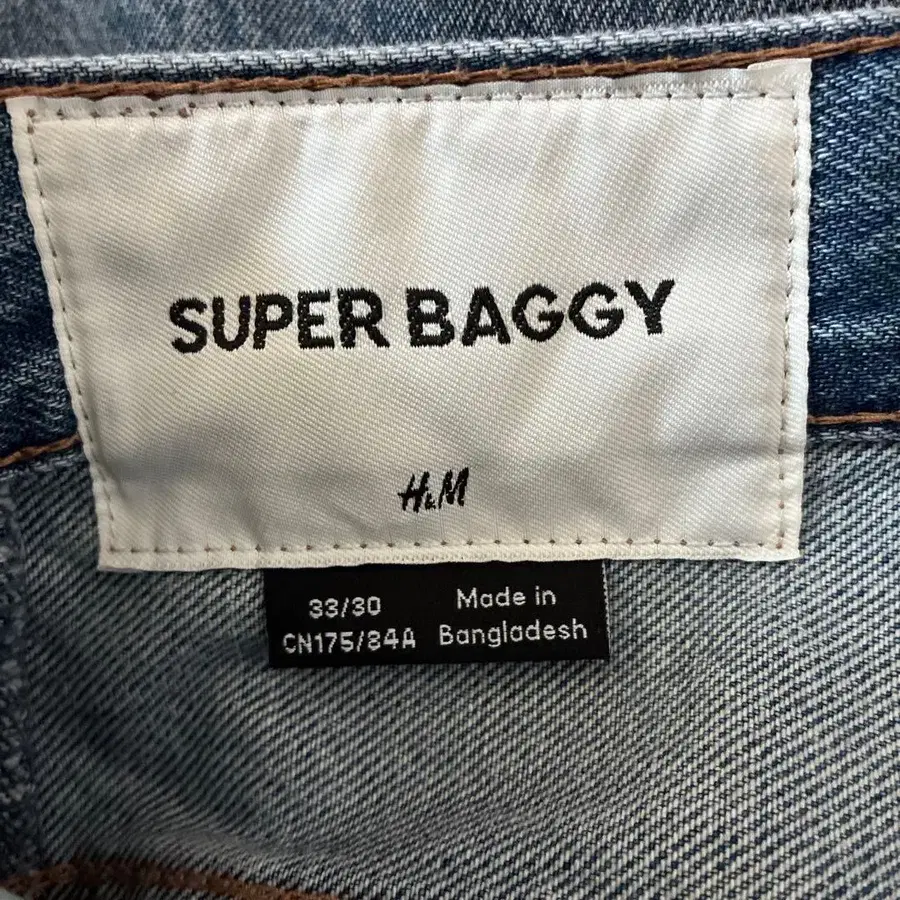 SUPER BAGGY
H&M
33/30
CN175/84A
Made in
Bangladesh